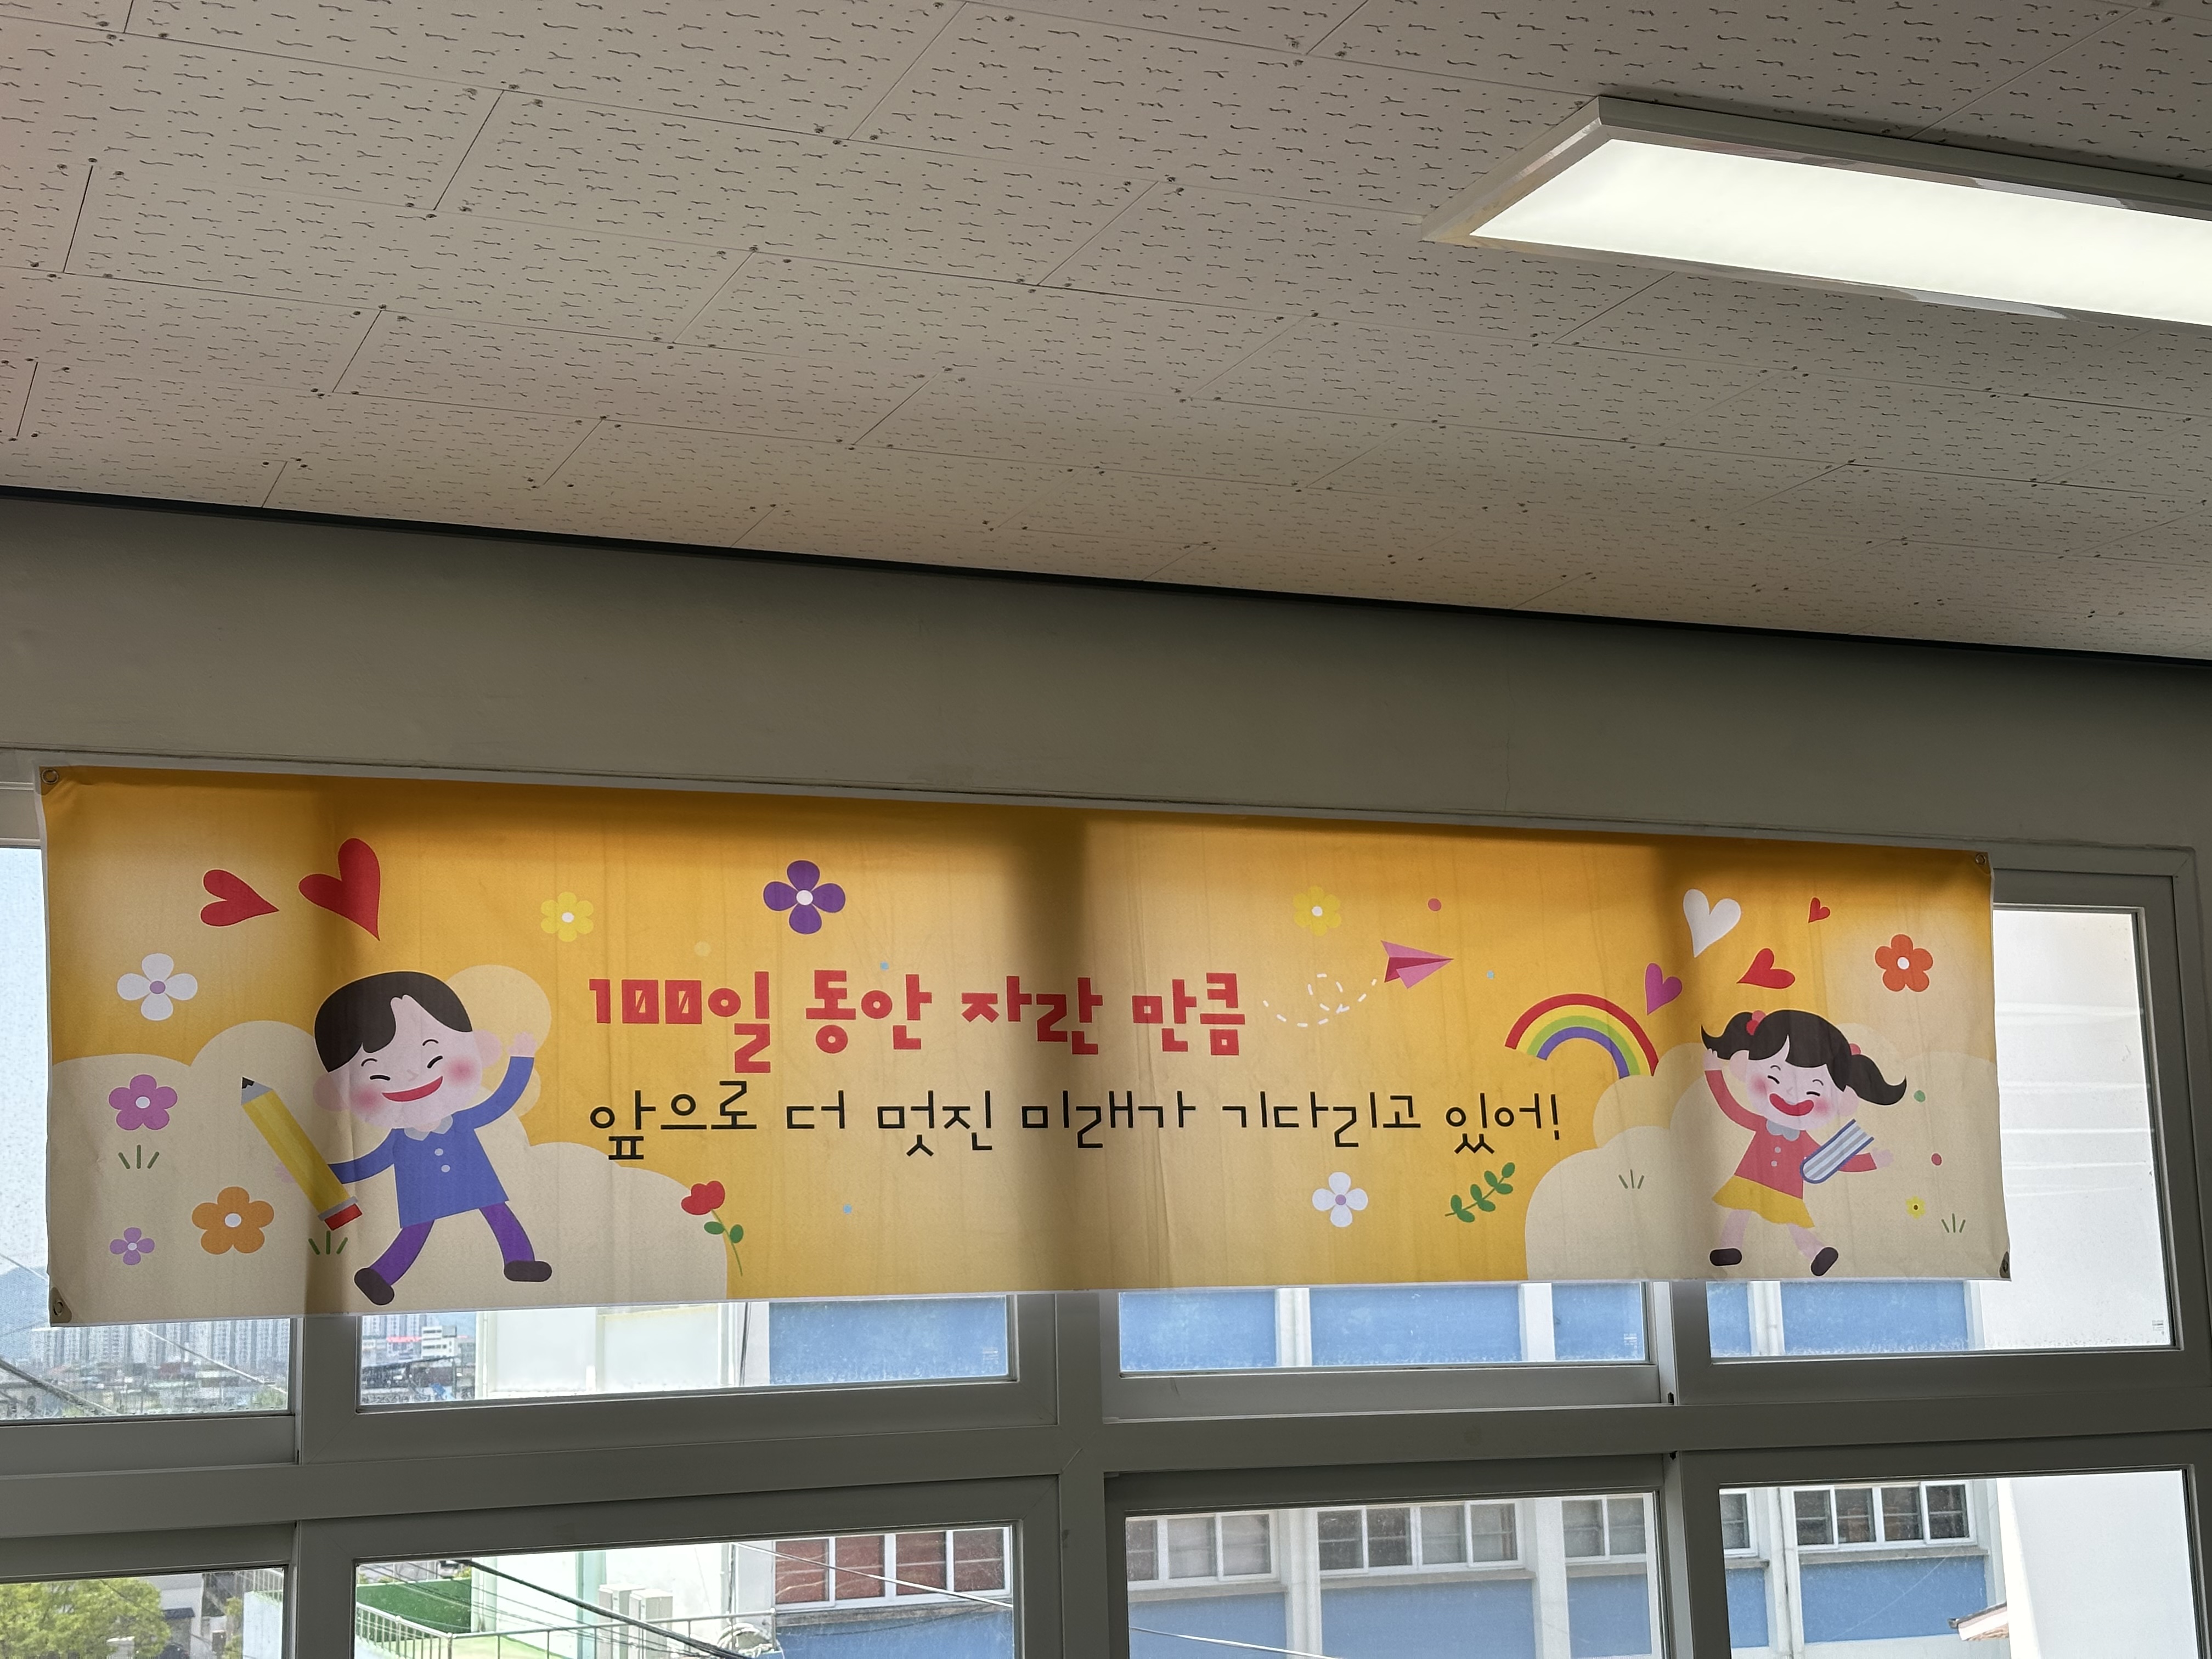 100일 동안 자란 만큼
앞으로 더 멋진 미래가 기다리고 있어!